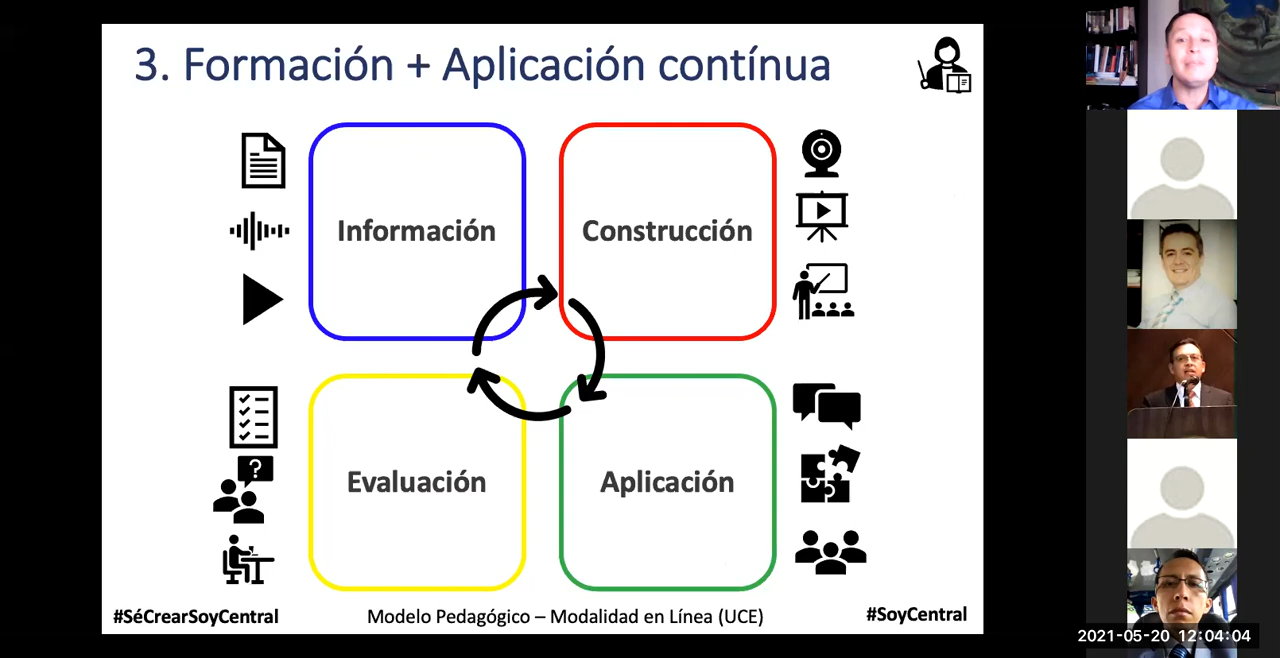 3. Formación + Aplicación contínua
Información
Construcción
?
Evaluación
Aplicación
#SéCrearSoyCentral
Modelo Pedagógico – Modalidad en Línea (UCE)
#SoyCentral
2021-05-20 12:04:04